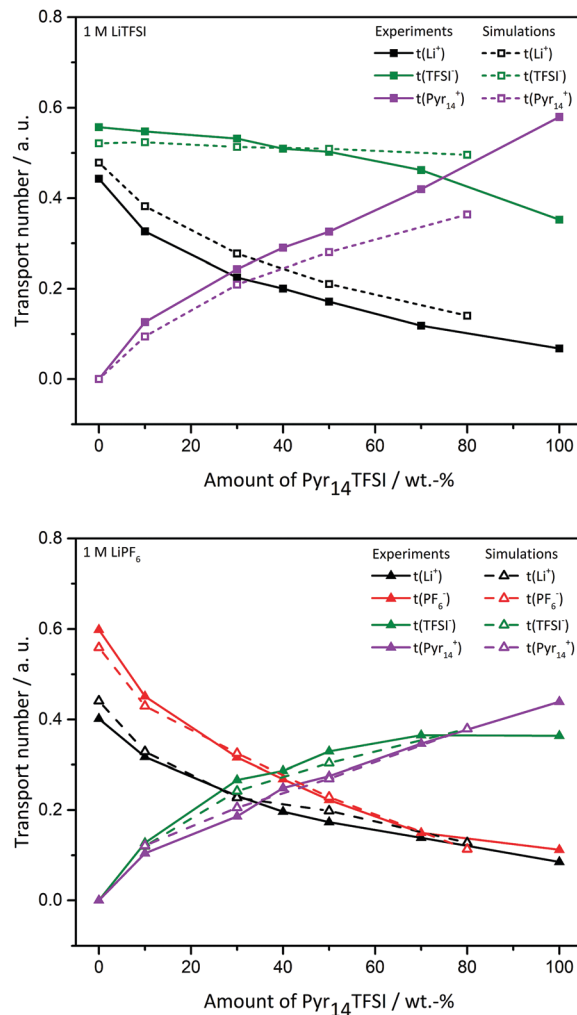 1 M LiTFSI
Experiments Simulations
t(Li⁺) t(Li⁺)
t(TFSI⁻) t(TFSI⁻)
t(Pyr₁₄⁺) t(Pyr₁₄⁺)
0.8
0.6
0.4
0.2
0.0
Transport number / a. u.
0 20 40 60 80 100
Amount of Pyr₁₄TFSI / wt.-%
1 M LiPF₆
Experiments Simulations
t(Li⁺) t(Li⁺)
t(PF₆⁻) t(PF₆⁻)
t(TFSI⁻) t(TFSI⁻)
t(Pyr₁₄⁺) t(Pyr₁₄⁺)
0.8
0.6
0.4
0.2
0.0
Transport number / a. u.
0 20 40 60 80 100
Amount of Pyr₁₄TFSI / wt.-%